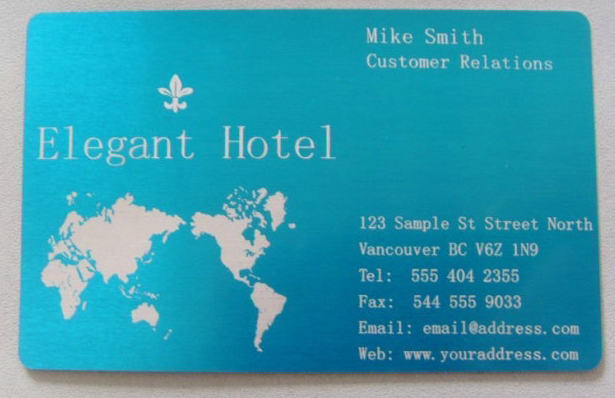 Mike Smith
Customer Relations
Elegant Hotel
123 Sample St Street North
Vancouver BC V6Z 1N9
Tel: 555 404 2355
Fax: 544 555 9033
Email: email@address.com
Web: www.youraddress.com